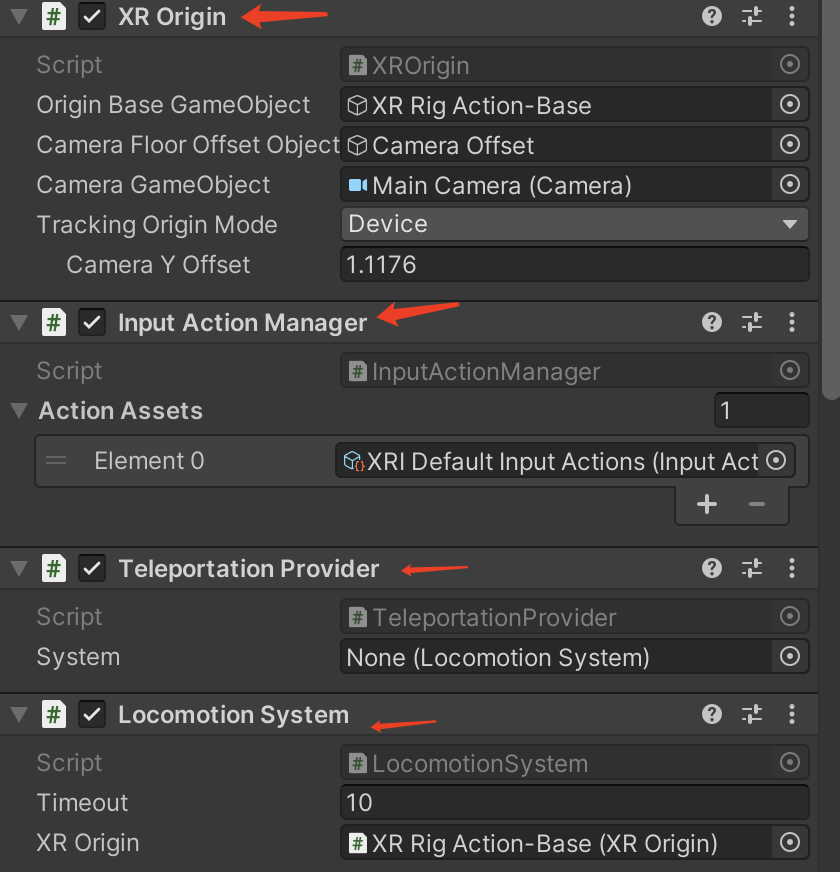 XR Origin
Script XROrigin
Origin Base GameObject XR Rig Action-Base
Camera Floor Offset Object Camera Offset
Camera GameObject Main Camera (Camera)
Tracking Origin Mode Device
Camera Y Offset 1.1176
Input Action Manager
Script InputActionManager
Action Assets 1
Element 0 XRI Default Input Actions (Input Act
Teleportation Provider
Script TeleportationProvider
System None (Locomotion System)
Locomotion System
Script LocomotionSystem
Timeout 10
XR Origin XR Rig Action-Base (XR Origin)